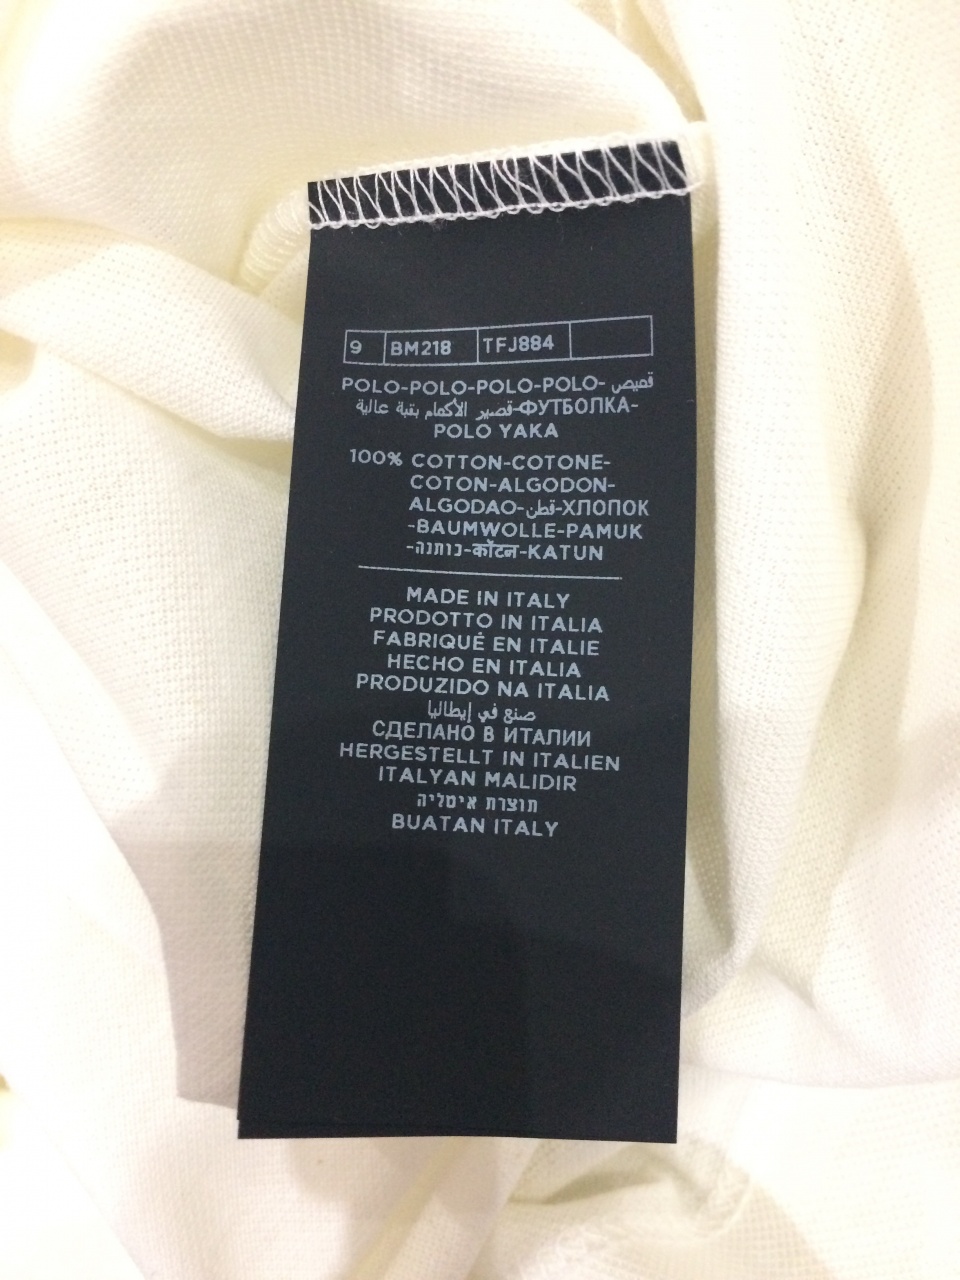 9 BM218 TFJ884
POLO-POLO-POLO-POLO- قميص
قصير الأكمام بقبة عالية-ФУТБОЛКА-
POLO YAKA
100% COTTON-COTONE-
COTON-ALGODON-
ALGODAO-قطن-ХЛОПОК
-BAUMWOLLE-PAMUK
-כותנה-कॉटन-KATUN
MADE IN ITALY
PRODOTTO IN ITALIA
FABRIQUÉ EN ITALIE
HECHO EN ITALIA
PRODUZIDO NA ITALIA
صنع في إيطاليا
СДЕЛАНО В ИТАЛИИ
HERGESTELLT IN ITALIEN
ITALYAN MALIDIR
תוצרת איטליה
BUATAN ITALY